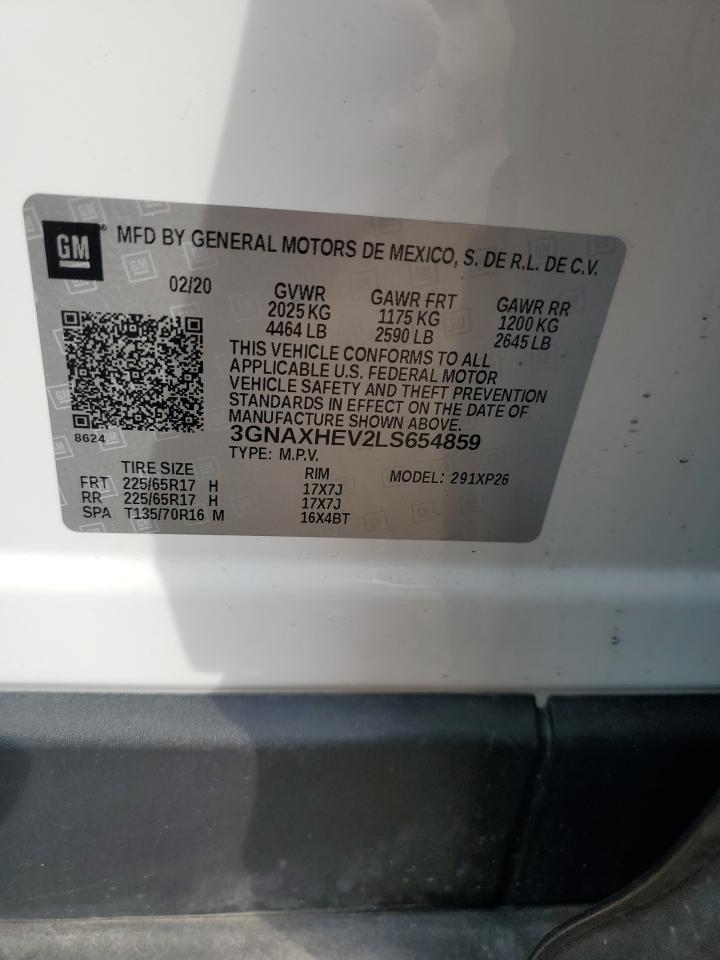 GM ® MFD BY GENERAL MOTORS DE MEXICO, S. DE R.L. DE C.V.
02/20 GVWR GAWR FRT GAWR RR
2025 KG 1175 KG 1200 KG
4464 LB 2590 LB 2645 LB
THIS VEHICLE CONFORMS TO ALL
APPLICABLE U.S. FEDERAL MOTOR
VEHICLE SAFETY AND THEFT PREVENTION
STANDARDS IN EFFECT ON THE DATE OF
MANUFACTURE SHOWN ABOVE.
8624 3GNAXHEV2LS654859
TYPE: M.P.V.
TIRE SIZE RIM MODEL: 291XP26
FRT 225/65R17 H 17X7J
RR 225/65R17 H 17X7J
SPA T135/70R16 M 16X4BT